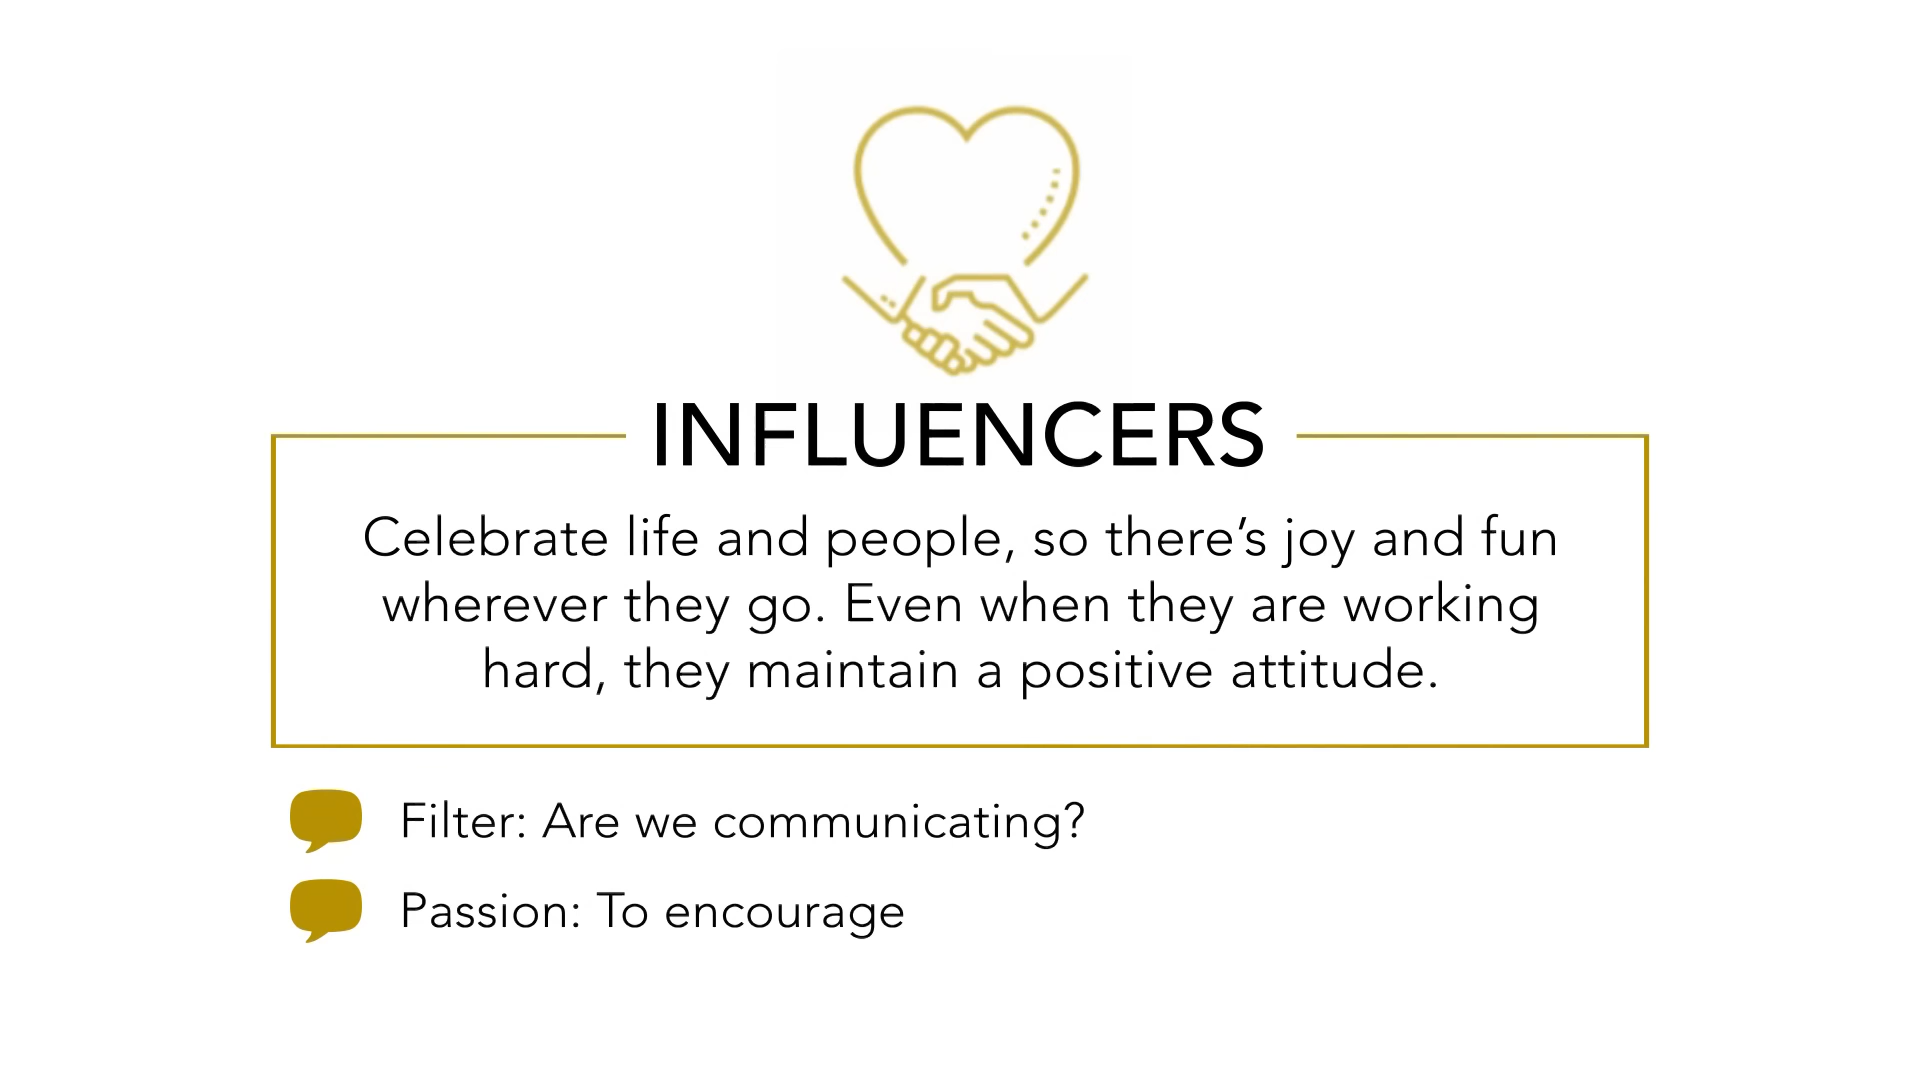 INFLUENCERS
Celebrate life and people, so there’s joy and fun
wherever they go. Even when they are working
hard, they maintain a positive attitude.
Filter: Are we communicating?
Passion: To encourage